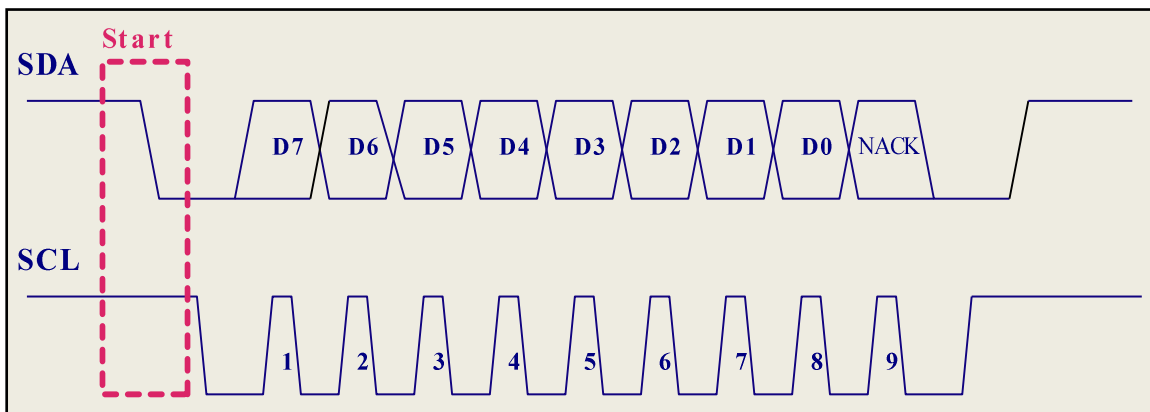 Start
SDA
D7 D6 D5 D4 D3 D2 D1 D0 NACK
SCL
1 2 3 4 5 6 7 8 9